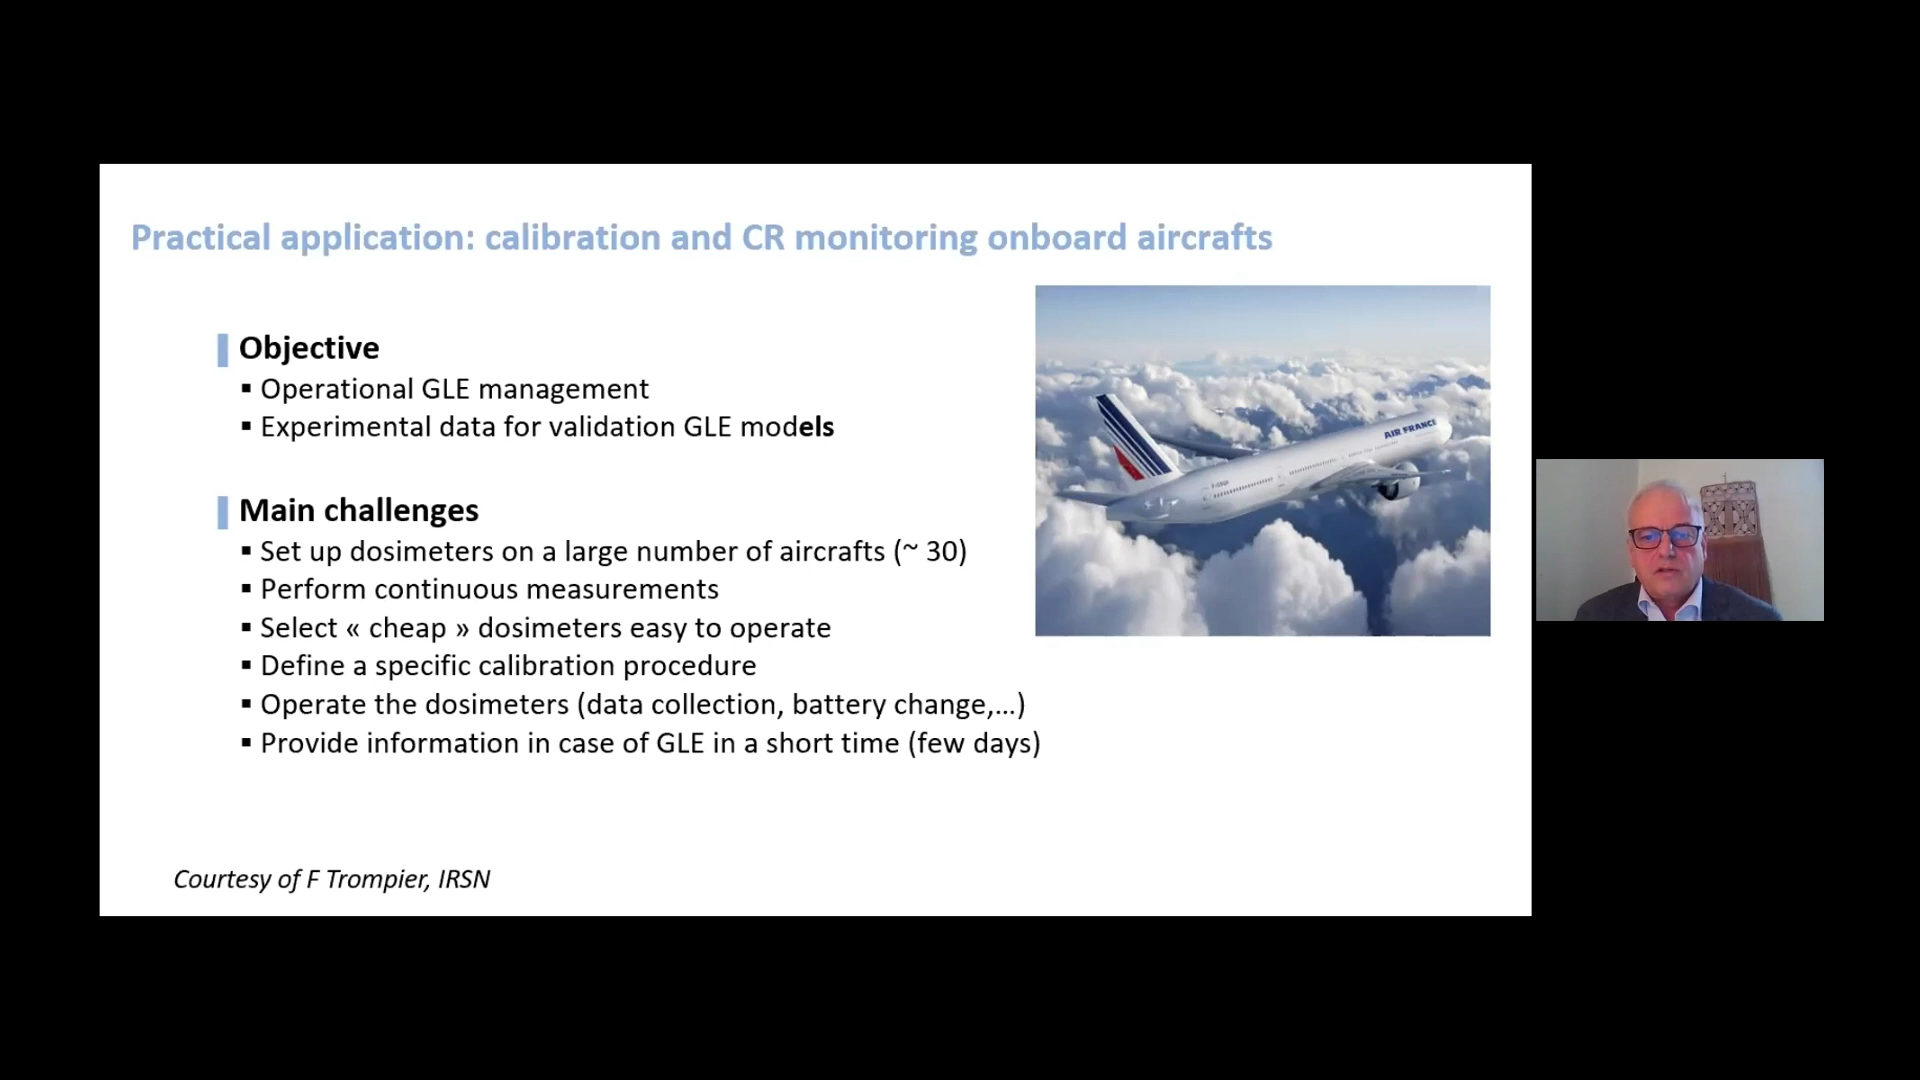 Practical application: calibration and CR monitoring onboard aircrafts
Objective
▪ Operational GLE management
▪ Experimental data for validation GLE models
Main challenges
▪ Set up dosimeters on a large number of aircrafts (~ 30)
▪ Perform continuous measurements
▪ Select « cheap » dosimeters easy to operate
▪ Define a specific calibration procedure
▪ Operate the dosimeters (data collection, battery change,...)
▪ Provide information in case of GLE in a short time (few days)
AIR FRANCE
Courtesy of F Trompier, IRSN